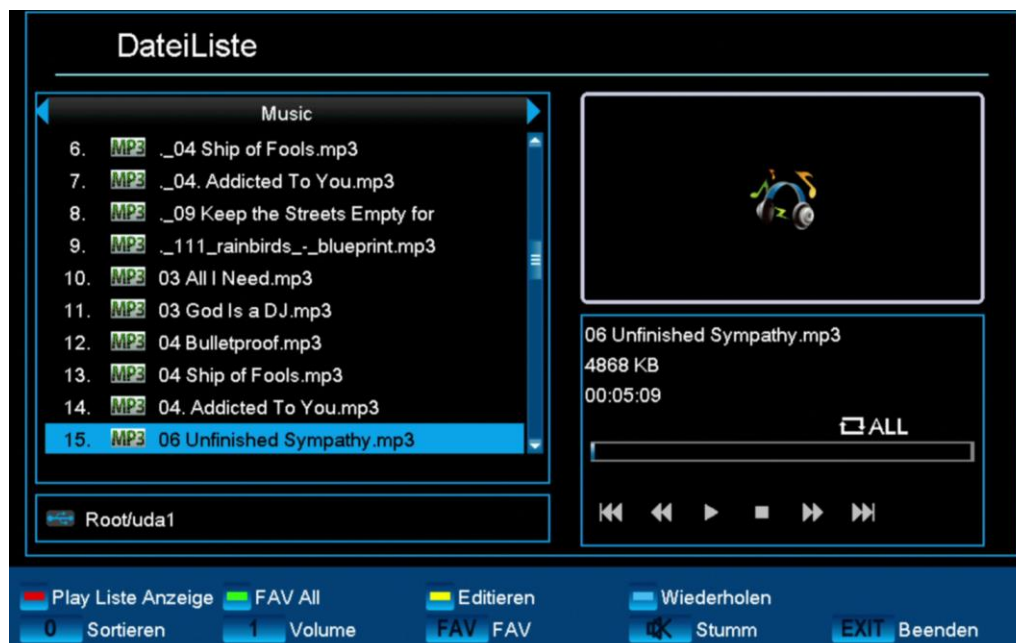 DateiListe
Music
6. MP3 ._04 Ship of Fools.mp3
7. MP3 ._04. Addicted To You.mp3
8. MP3 ._09 Keep the Streets Empty for
9. MP3 ._111_rainbirds_-_blueprint.mp3
10. MP3 03 All I Need.mp3
11. MP3 03 God Is a DJ.mp3
12. MP3 04 Bulletproof.mp3
13. MP3 04 Ship of Fools.mp3
14. MP3 04. Addicted To You.mp3
15. MP3 06 Unfinished Sympathy.mp3
Root/uda1
06 Unfinished Sympathy.mp3
4868 KB
00:05:09
ALL
Play Liste Anzeige FAV All Editieren Wiederholen
0 Sortieren 1 Volume FAV FAV Stumm EXIT Beenden